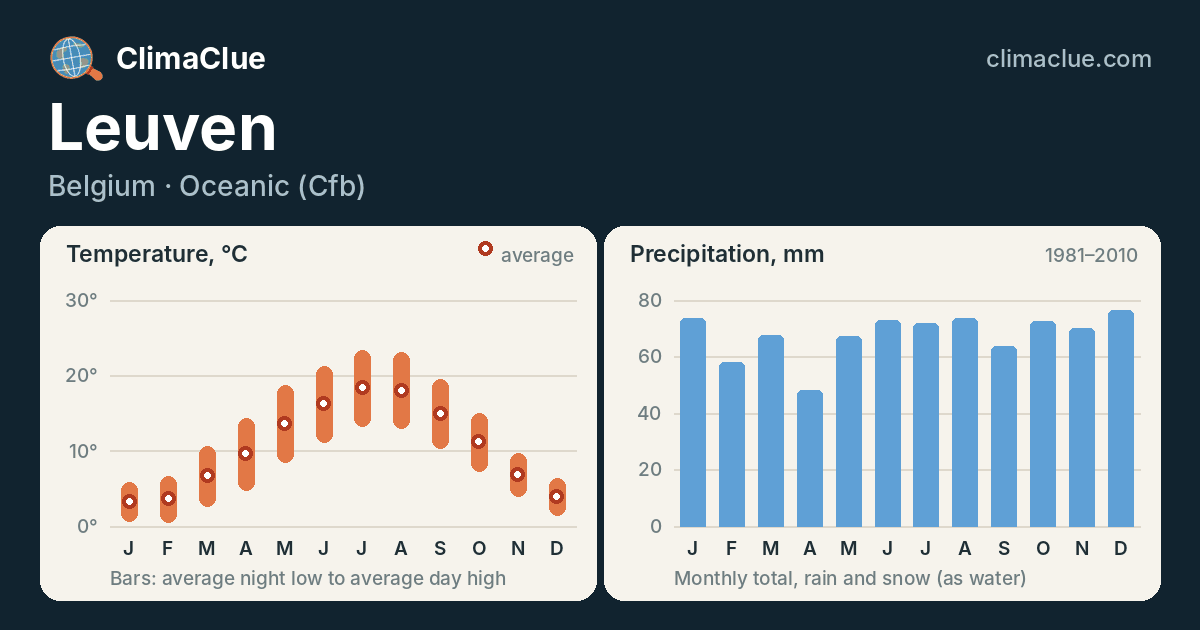 ClimaClue
climaclue.com
Leuven
Belgium · Oceanic (Cfb)
Temperature, °C
average
30°
20°
10°
0°
J F M A M J J A S O N D
Bars: average night low to average day high
Precipitation, mm
1981–2010
80
60
40
20
0
J F M A M J J A S O N D
Monthly total, rain and snow (as water)